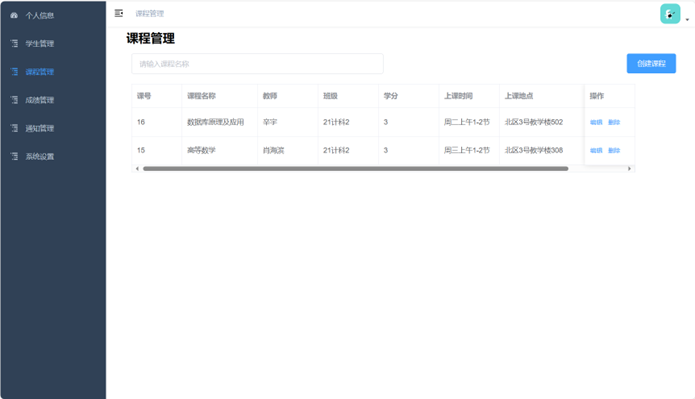 个人信息
课程管理
学生管理
课程管理
请输入课程名称
创建课程
课程管理
成绩管理
通知管理
系统设置
课号 课程名称 教师 班级 学分 上课时间 上课地点 操作
16 数据库原理及应用 辛宇 21计科2 3 周二上午1-2节 北区3号教学楼502 编辑 删除
15 高等数学 肖海滨 21计科2 3 周三上午1-2节 北区3号教学楼308 编辑 删除